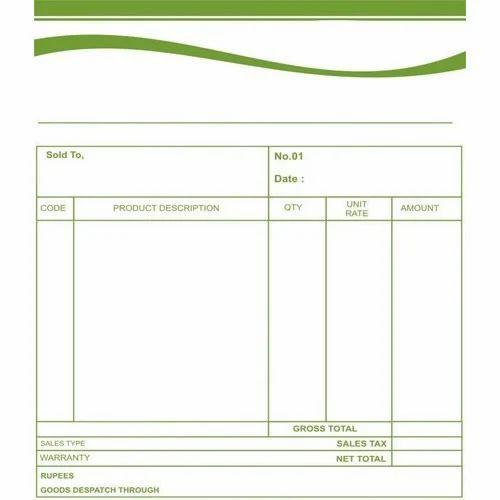 Sold To,
No.01
Date :
CODE PRODUCT DESCRIPTION QTY UNIT RATE AMOUNT
GROSS TOTAL
SALES TYPE SALES TAX
WARRANTY NET TOTAL
RUPEES
GOODS DESPATCH THROUGH